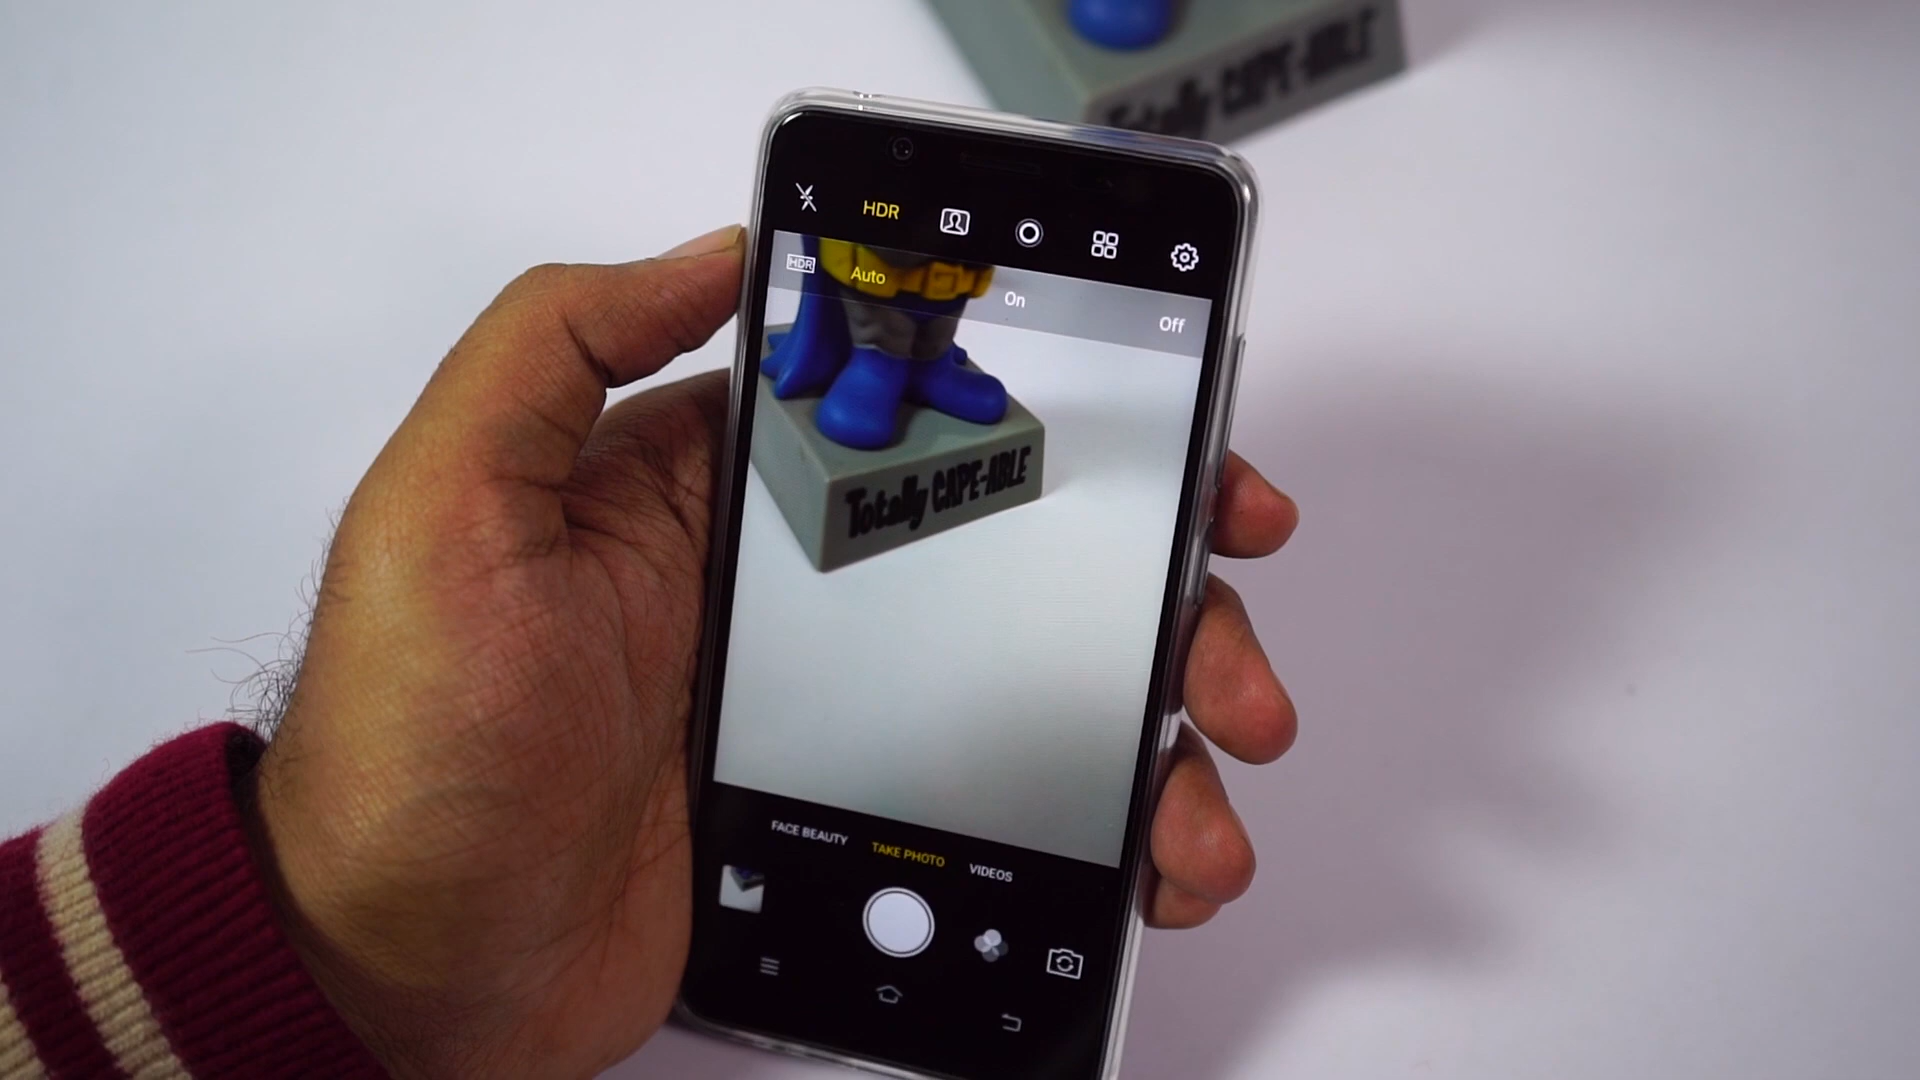 Totally CAPE-ABLE
HDR
HDR Auto On Off
Totally CAPE-ABLE
FACE BEAUTY TAKE PHOTO VIDEOS